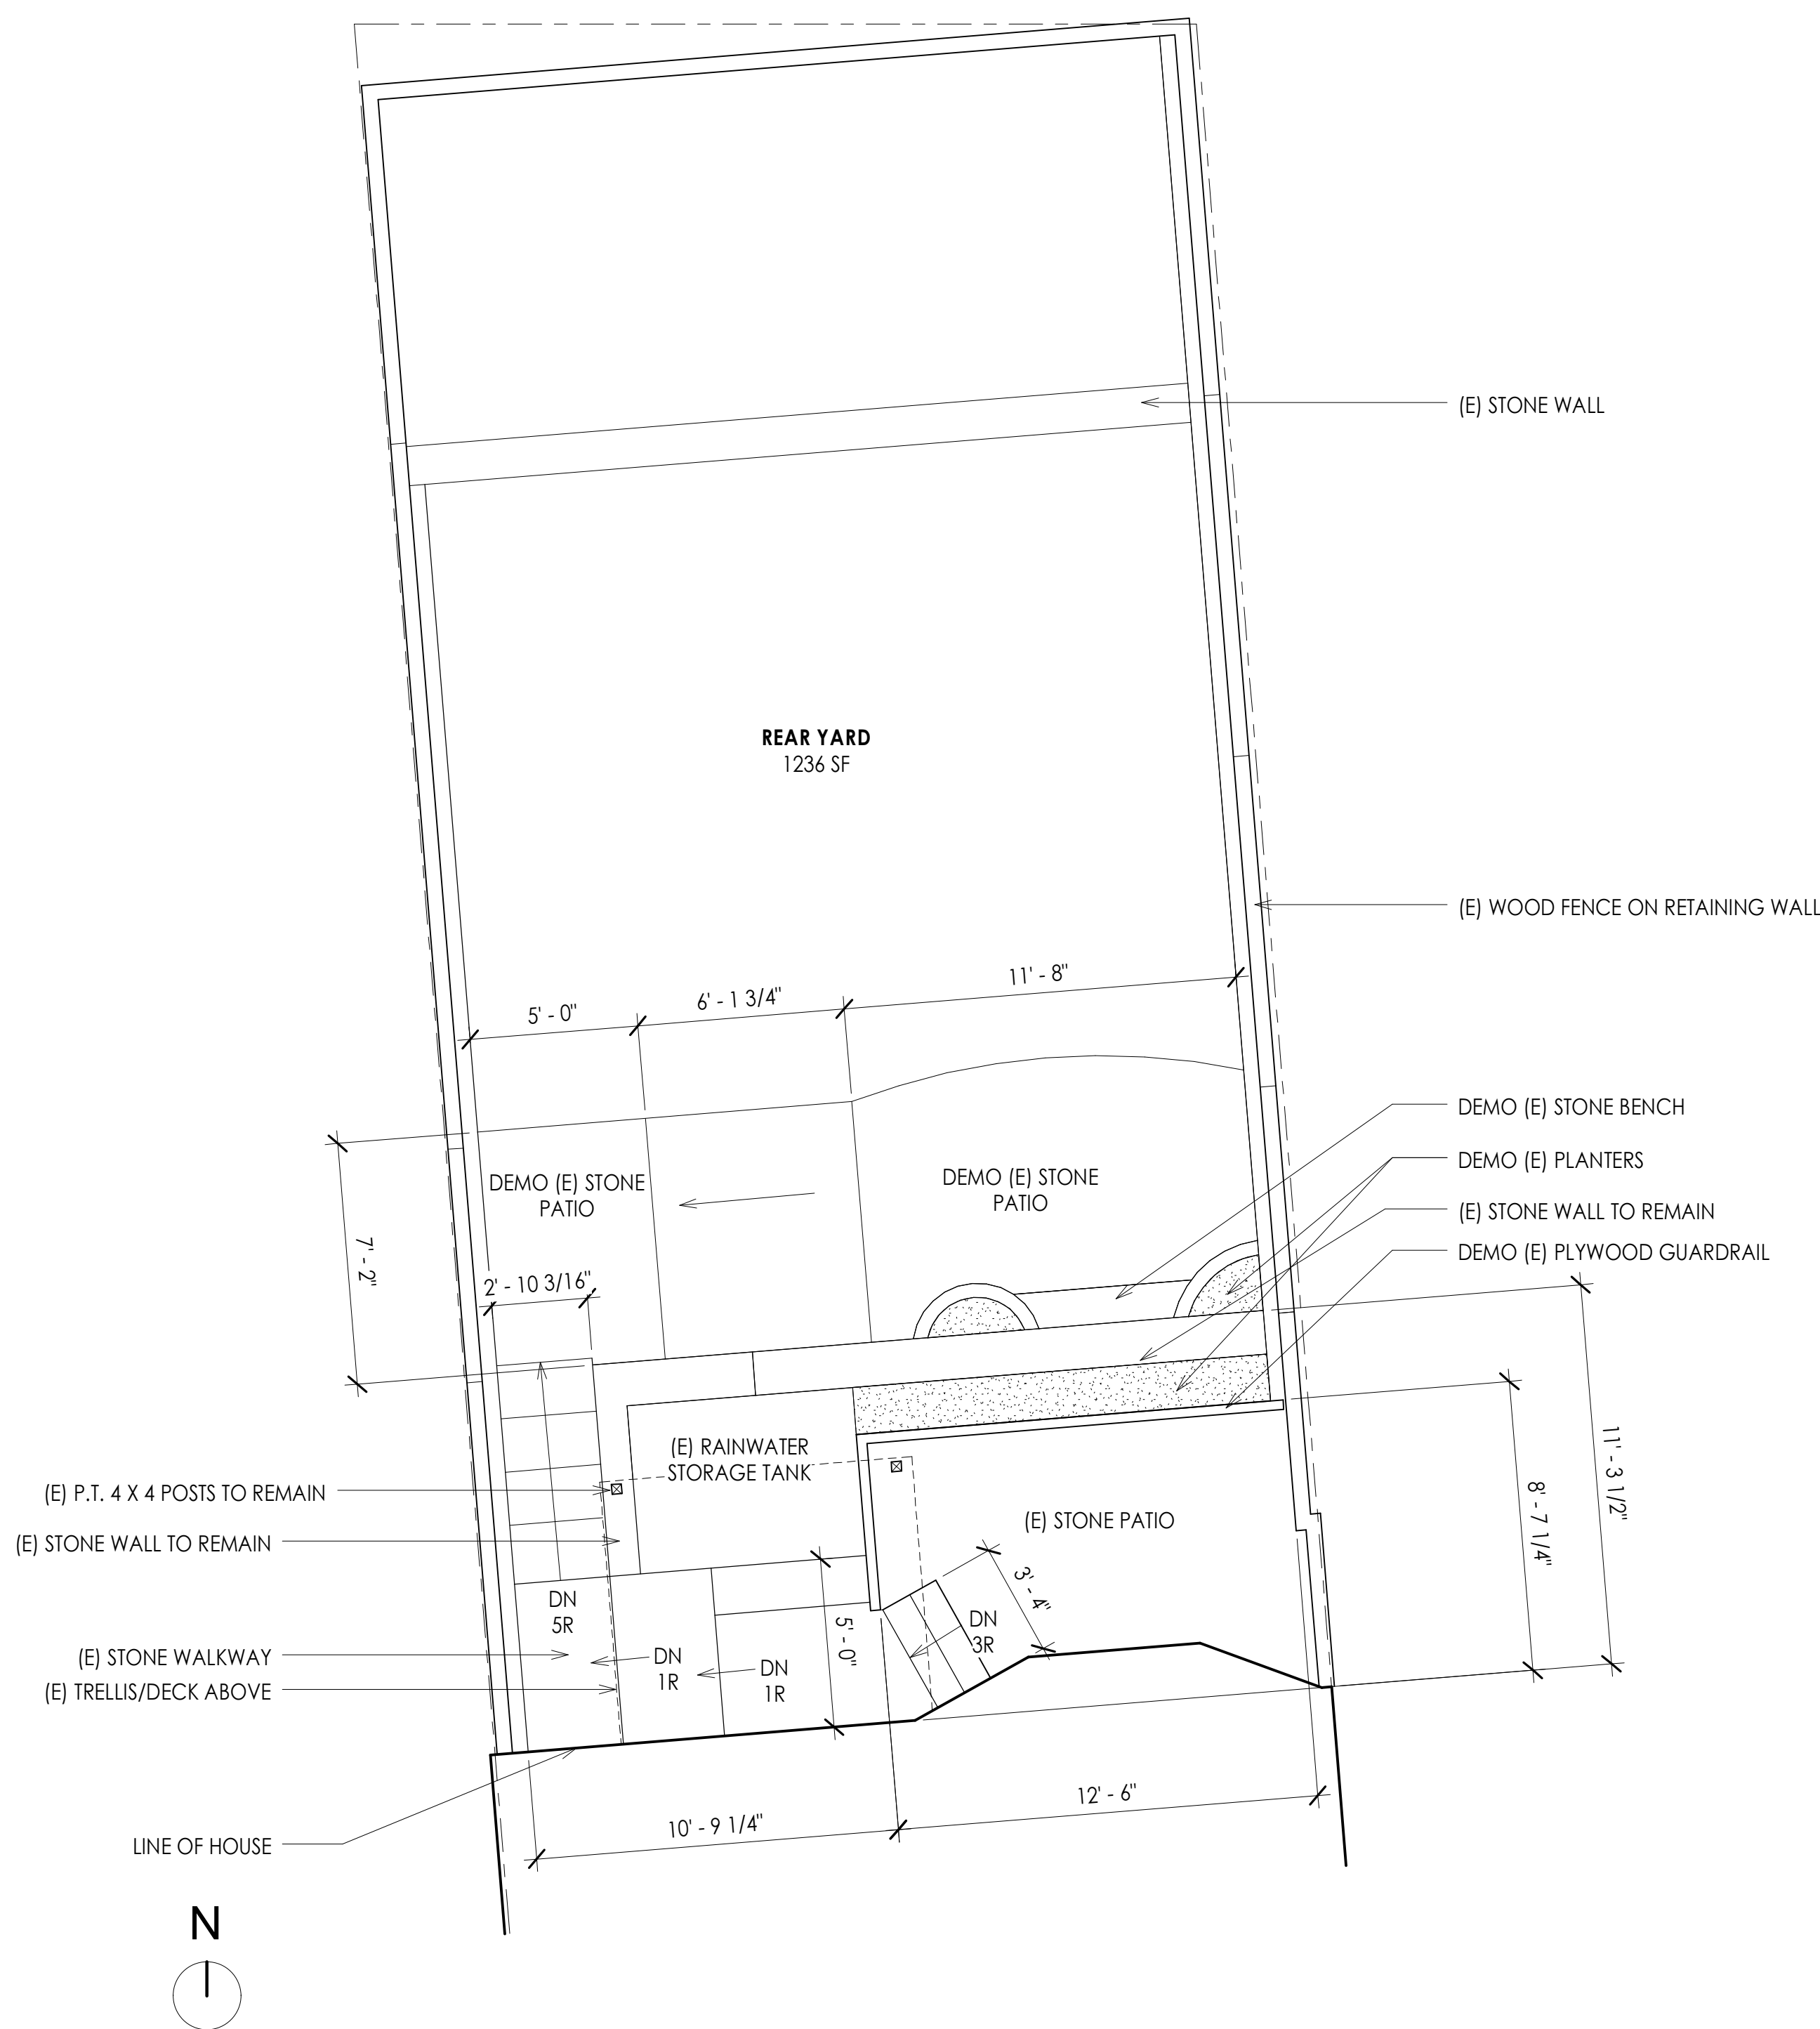 (E) STONE WALL
REAR YARD
1236 SF
(E) WOOD FENCE ON RETAINING WALL
5' - 0"
6' - 1 3/4"
11' - 8"
DEMO (E) STONE BENCH
DEMO (E) PLANTERS
(E) STONE WALL TO REMAIN
DEMO (E) PLYWOOD GUARDRAIL
DEMO (E) STONE
PATIO
DEMO (E) STONE
PATIO
7' - 2"
2' - 10 3/16"
(E) RAINWATER
STORAGE TANK
(E) STONE PATIO
11' - 3 1/2"
8' - 7 1/4"
3' - 4"
5' - 0"
(E) P.T. 4 X 4 POSTS TO REMAIN
(E) STONE WALL TO REMAIN
DN
5R
DN
1R
DN
1R
DN
3R
(E) STONE WALKWAY
(E) TRELLIS/DECK ABOVE
10' - 9 1/4"
12' - 6"
LINE OF HOUSE
N